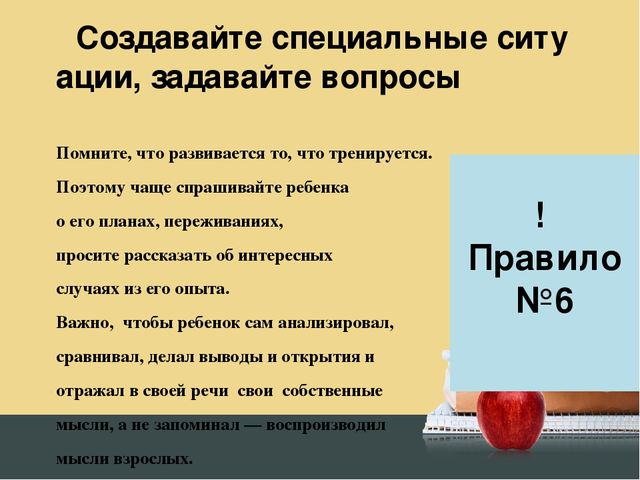 Создавайте специальные ситу
ации, задавайте вопросы
Помните, что развивается то, что тренируется.
Поэтому чаще спрашивайте ребенка
о его планах, переживаниях,
просите рассказать об интересных
случаях из его опыта.
Важно, чтобы ребенок сам анализировал,
сравнивал, делал выводы и открытия и
отражал в своей речи свои собственные
мысли, а не запоминал — воспроизводил
мысли взрослых.
!
Правило
№6